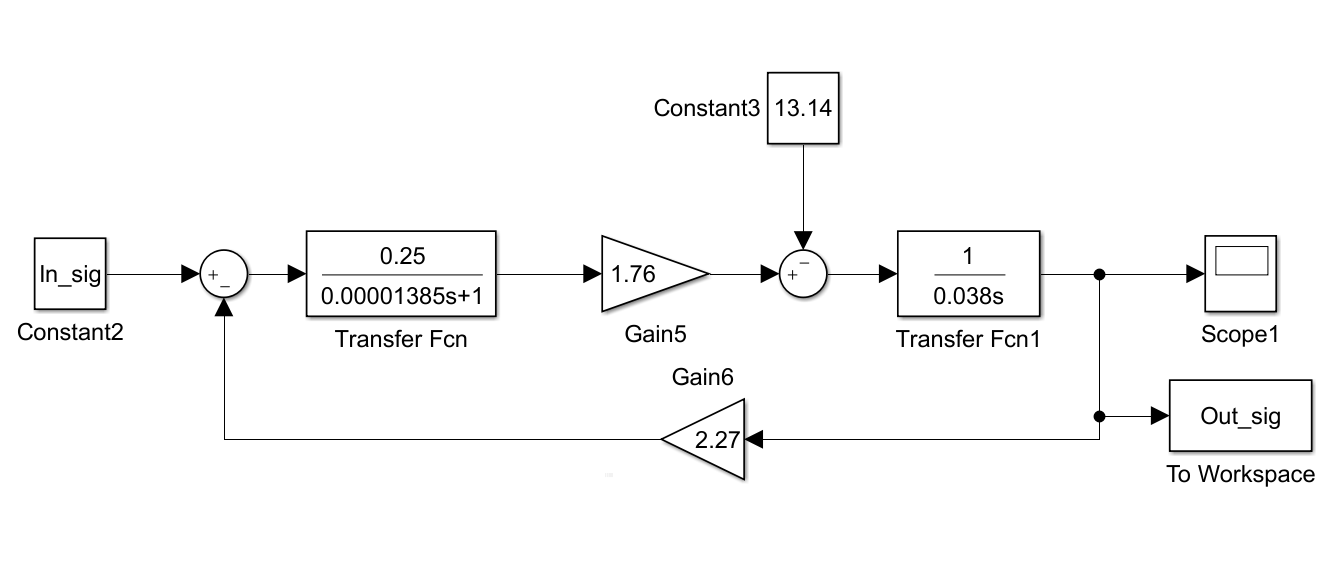 Constant3
13.14
In_sig
Constant2
+
−
0.25
0.00001385s+1
Transfer Fcn
1.76
Gain5
−
+
1
0.038s
Transfer Fcn1
Scope1
Gain6
2.27
Out_sig
To Workspace